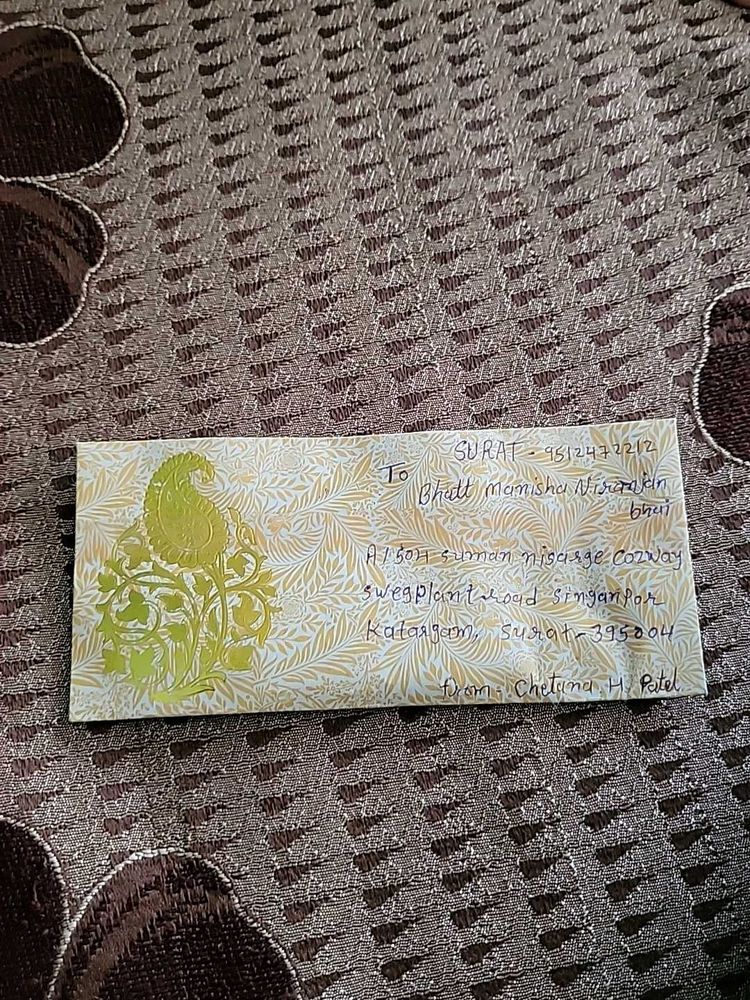 SURAT - 9512472212
To
Bhatt Manisha Niranjan
bhai
A/504 suman nisarge cozway
swegplant road singanpor
Katargam, Surat - 395004
from - Chetana. H. Patel